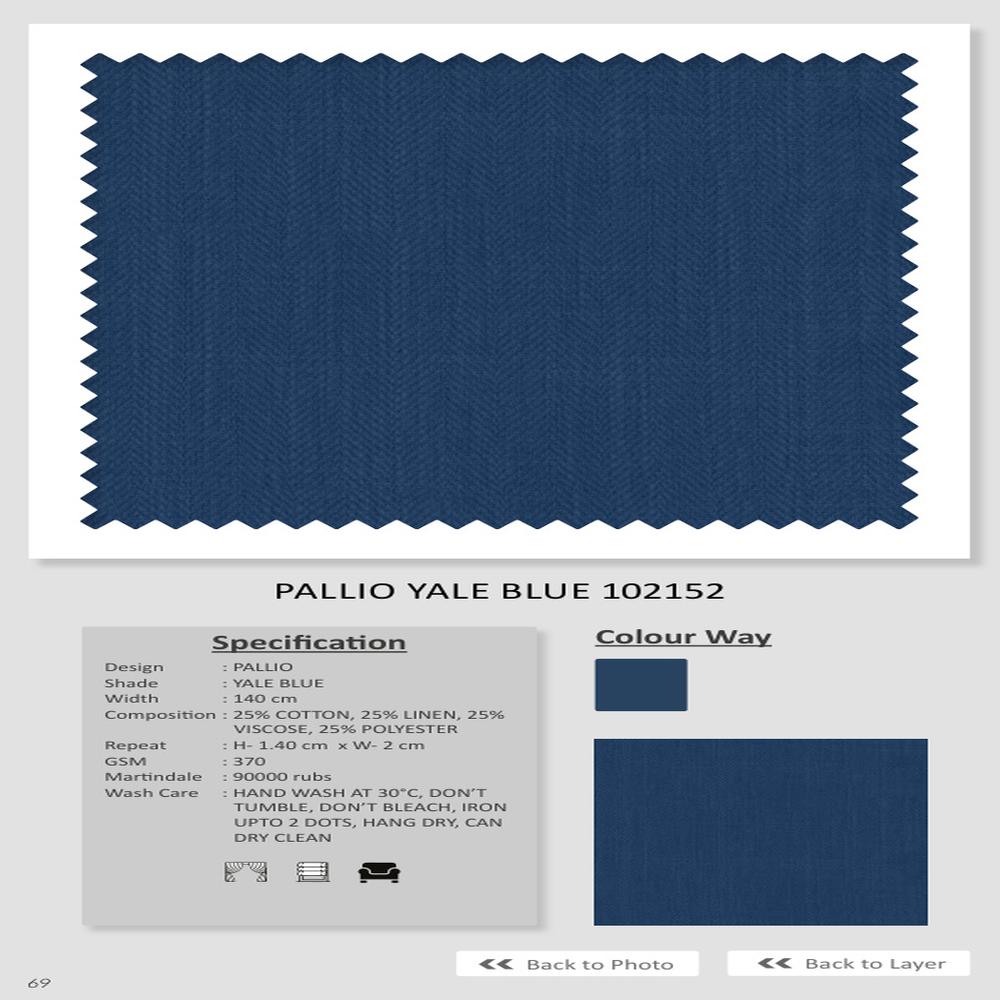 PALLIO YALE BLUE 102152
Specification
Design : PALLIO
Shade : YALE BLUE
Width : 140 cm
Composition : 25% COTTON, 25% LINEN, 25%
VISCOSE, 25% POLYESTER
Repeat : H- 1.40 cm x W- 2 cm
GSM : 370
Martindale : 90000 rubs
Wash Care : HAND WASH AT 30°C, DON’T
TUMBLE, DON’T BLEACH, IRON
UPTO 2 DOTS, HANG DRY, CAN
DRY CLEAN
Colour Way
Back to Photo
Back to Layer
69